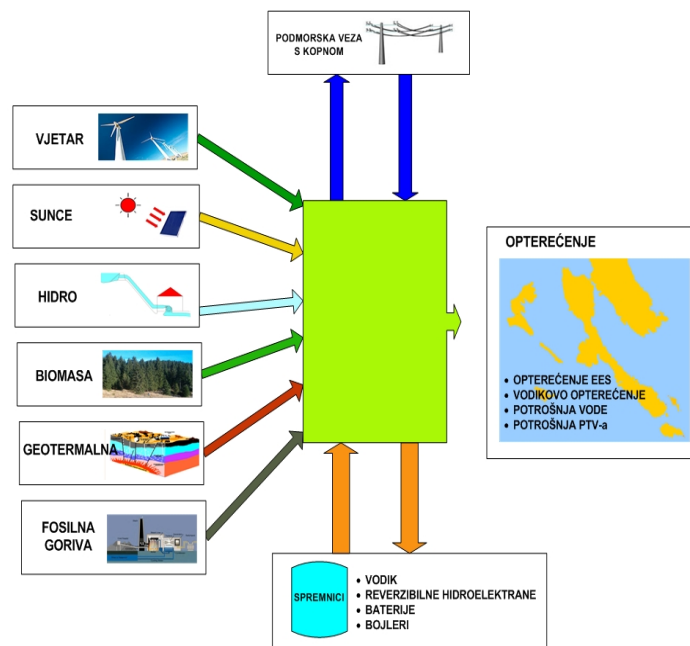 PODMORSKA VEZA
S KOPNOM
VJETAR
SUNCE
HIDRO
BIOMASA
GEOTERMALNA
FOSILNA
GORIVA
OPTEREĆENJE
• OPTEREĆENJE EES
• VODIKOVO OPTEREĆENJE
• POTROŠNJA VODE
• POTROŠNJA PTV-a
SPREMNICI
• VODIK
• REVERZIBILNE HIDROELEKTRANE
• BATERIJE
• BOJLERI